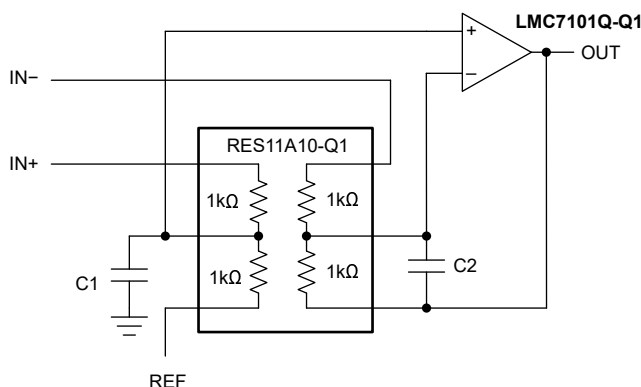 LMC7101Q-Q1
+
OUT
−
IN−
RES11A10-Q1
IN+
1kΩ
1kΩ
1kΩ
1kΩ
C1
C2
REF